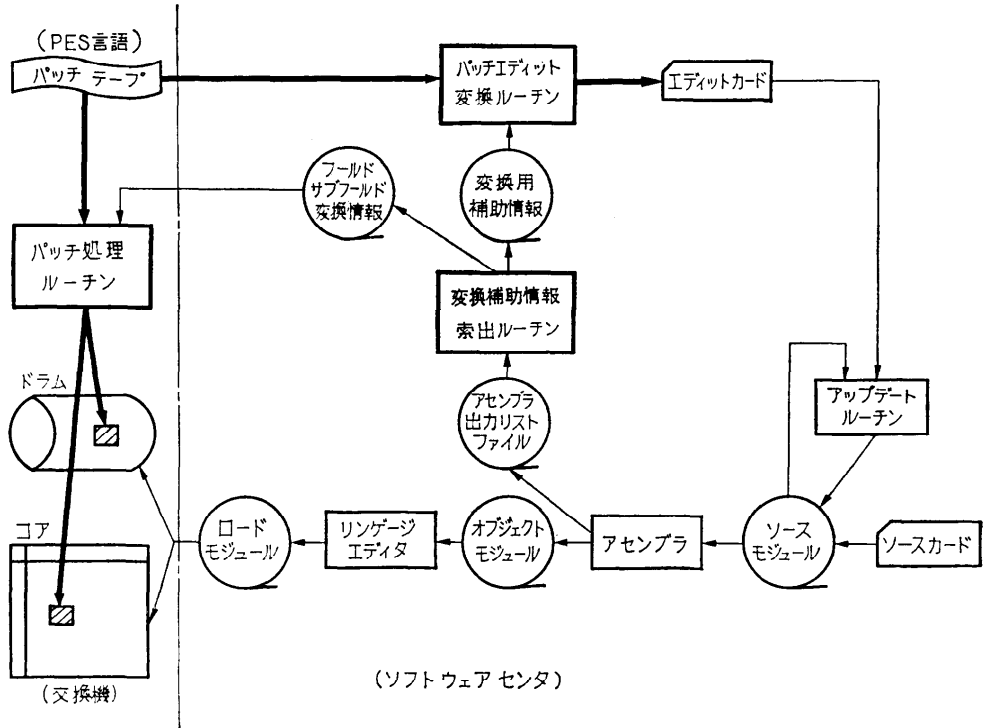 (PES言語)
パッチ テープ
パッチエディット
変換ルーチン
エディットカード
フールド
サブフールド
変換情報
変換用
補助情報
パッチ処理
ルーチン
変換補助情報
索出ルーチン
ドラム
アセンブラ
出力リスト
ファイル
アップデート
ルーチン
コア
ロード
モジュール
リンゲージ
エディタ
オブジェクト
モジュール
アセンブラ
ソース
モジュール
ソースカード
(交換機)
(ソフトウェアセンタ)